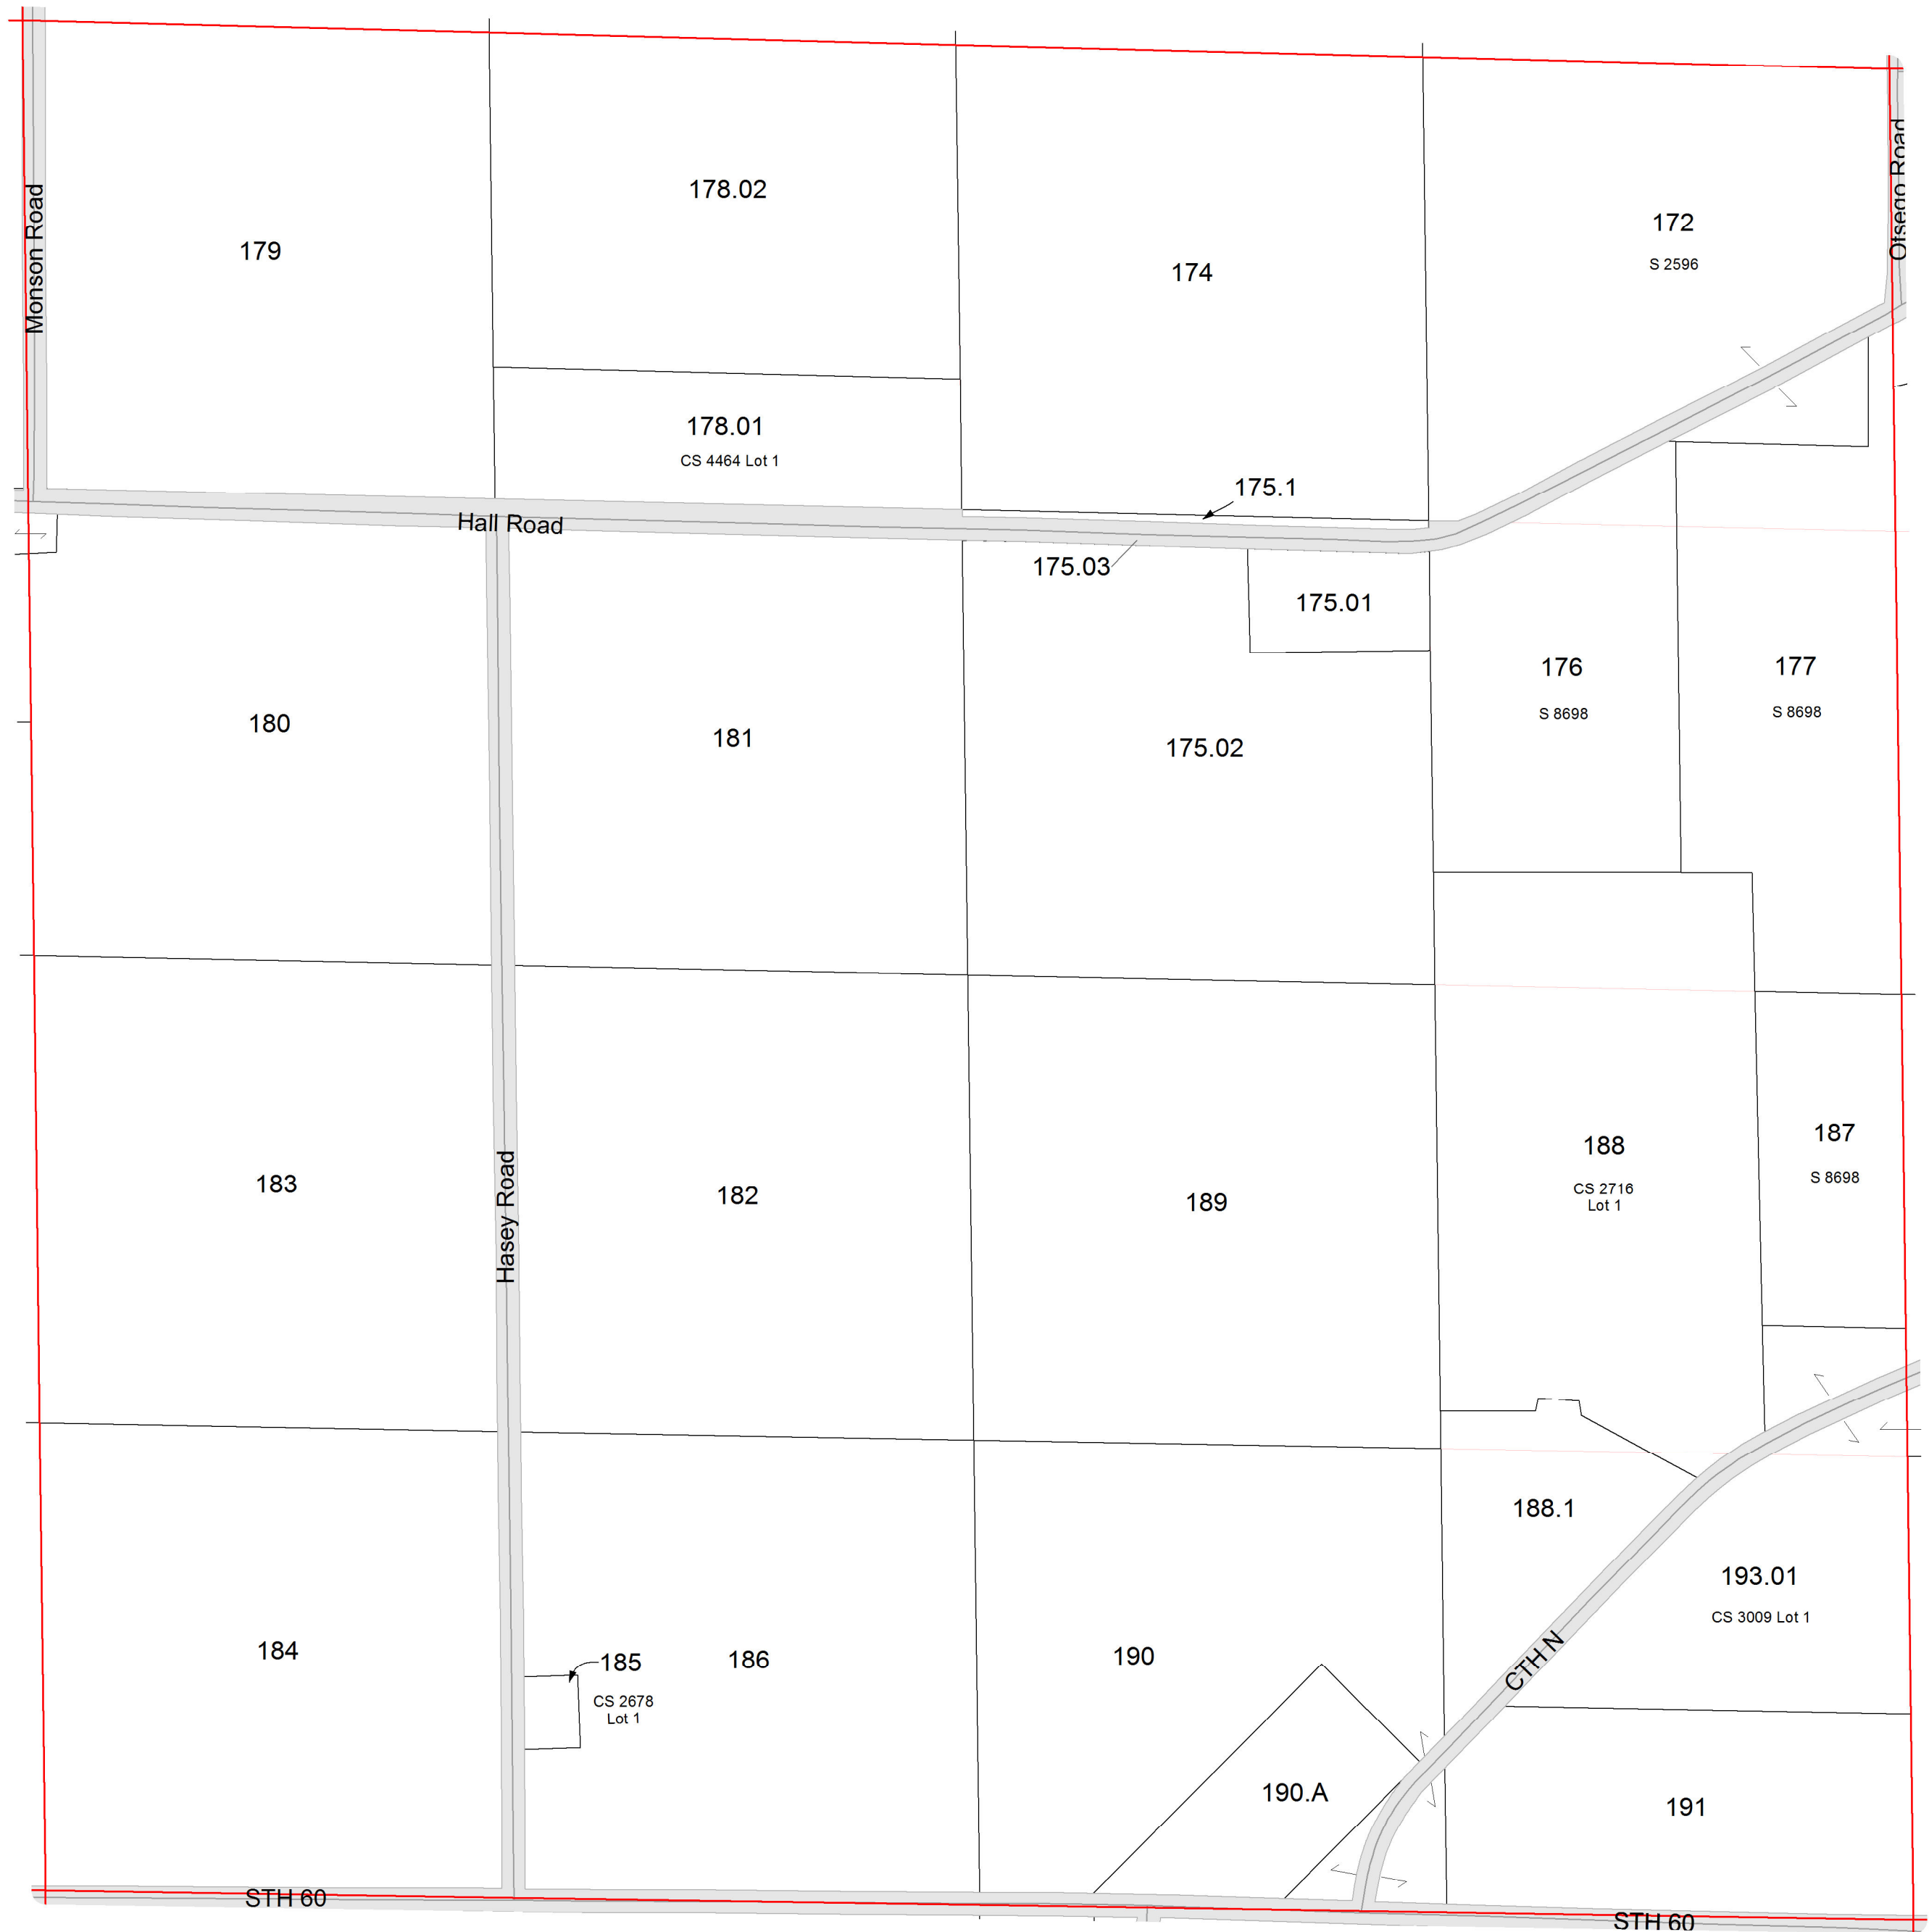 Monson Road
Otsego Road
178.02
172
179
174
S 2596
178.01
CS 4464 Lot 1
175.1
Hall Road
175.03
175.01
176
177
S 8698
S 8698
180
181
175.02
187
188
S 8698
183
182
CS 2716
Lot 1
189
Hasey Road
188.1
193.01
CS 3009 Lot 1
184
185
186
190
CTH N
CS 2678
Lot 1
190.A
191
STH 60
STH 60